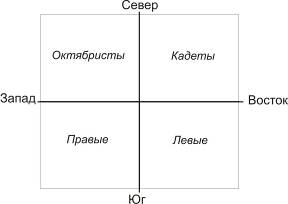 Север
Октябристы Кадеты
Запад Восток
Правые Левые
Юг